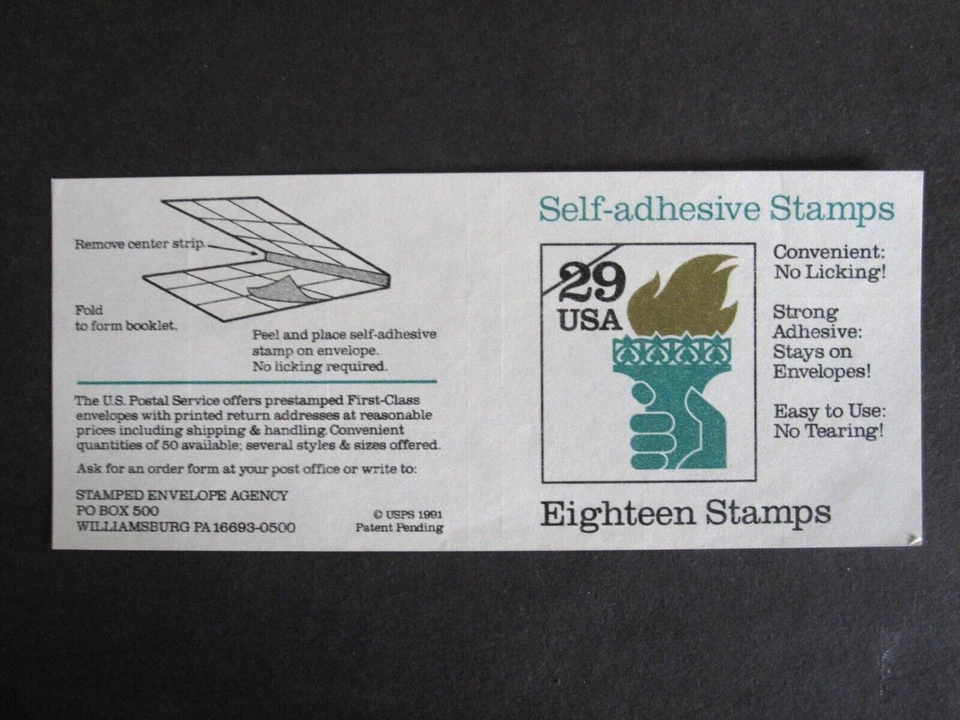 Remove center strip.
Fold
to form booklet.
Peel and place self-adhesive
stamp on envelope.
No licking required.
The U.S. Postal Service offers prestamped First-Class
envelopes with printed return addresses at reasonable
prices including shipping & handling. Convenient
quantities of 50 available; several styles & sizes offered.
Ask for an order form at your post office or write to:
STAMPED ENVELOPE AGENCY
PO BOX 500
WILLIAMSBURG PA 16693-0500
© USPS 1991
Patent Pending
Self-adhesive Stamps
29
USA
Convenient:
No Licking!
Strong
Adhesive:
Stays on
Envelopes!
Easy to Use:
No Tearing!
Eighteen Stamps